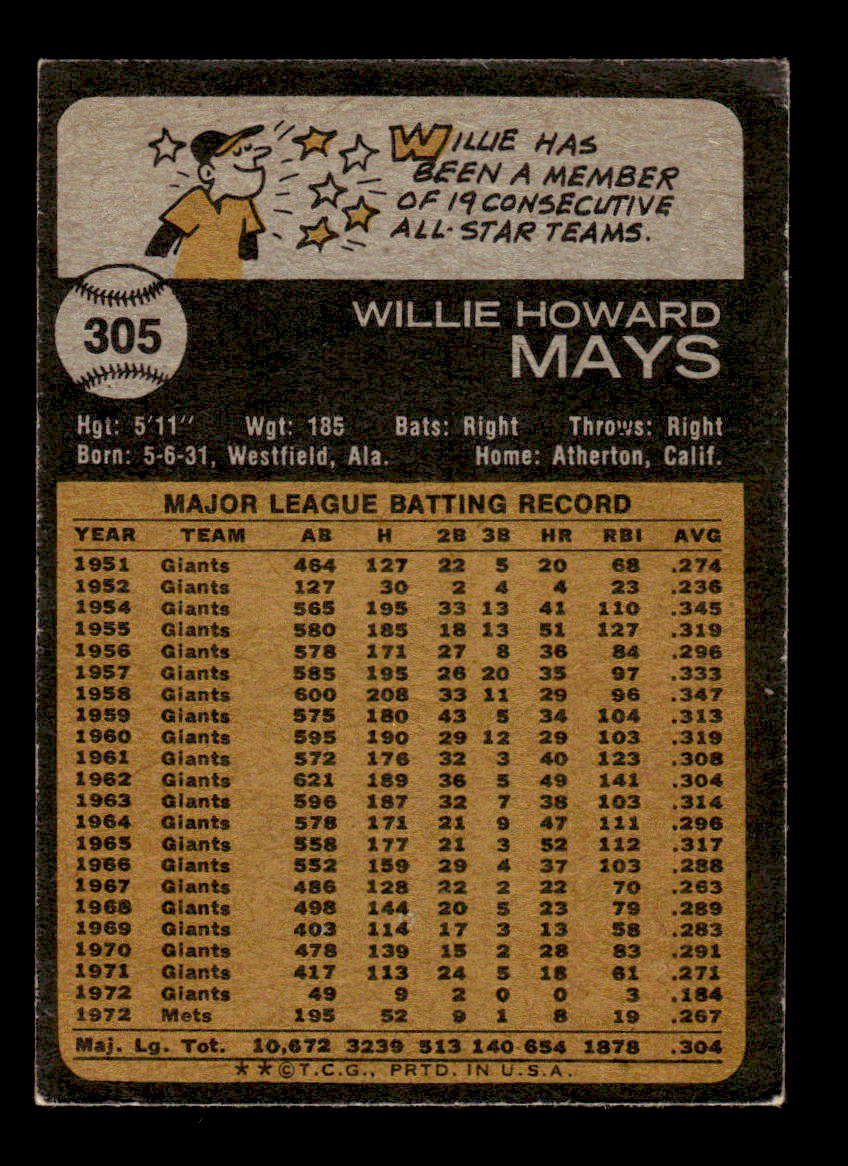 WILLIE HAS
BEEN A MEMBER
OF 19 CONSECUTIVE
ALL-STAR TEAMS.
305
WILLIE HOWARD
MAYS
Hgt: 5'11" Wgt: 185 Bats: Right Throws: Right
Born: 5-6-31, Westfield, Ala. Home: Atherton, Calif.
MAJOR LEAGUE BATTING RECORD
YEAR TEAM AB H 2B 3B HR RBI AVG
1951 Giants 464 127 22 5 20 68 .274
1952 Giants 127 30 2 4 4 23 .236
1954 Giants 565 195 33 13 41 110 .345
1955 Giants 580 185 18 13 51 127 .319
1956 Giants 578 171 27 8 36 84 .296
1957 Giants 585 195 26 20 35 97 .333
1958 Giants 600 208 33 11 29 96 .347
1959 Giants 575 180 43 5 34 104 .313
1960 Giants 595 190 29 12 29 103 .319
1961 Giants 572 176 32 3 40 123 .308
1962 Giants 621 189 36 5 49 141 .304
1963 Giants 596 187 32 7 38 103 .314
1964 Giants 578 171 21 9 47 111 .296
1965 Giants 558 177 21 3 52 112 .317
1966 Giants 552 159 29 4 37 103 .288
1967 Giants 486 128 22 2 22 70 .263
1968 Giants 498 144 20 5 23 79 .289
1969 Giants 403 114 17 3 13 58 .283
1970 Giants 478 139 15 2 28 83 .291
1971 Giants 417 113 24 5 18 61 .271
1972 Giants 49 9 2 0 0 3 .184
1972 Mets 195 52 9 1 8 19 .267
Maj. Lg. Tot. 10,672 3239 513 140 654 1878 .304
**©T.C.G., PRTD. IN U.S.A.